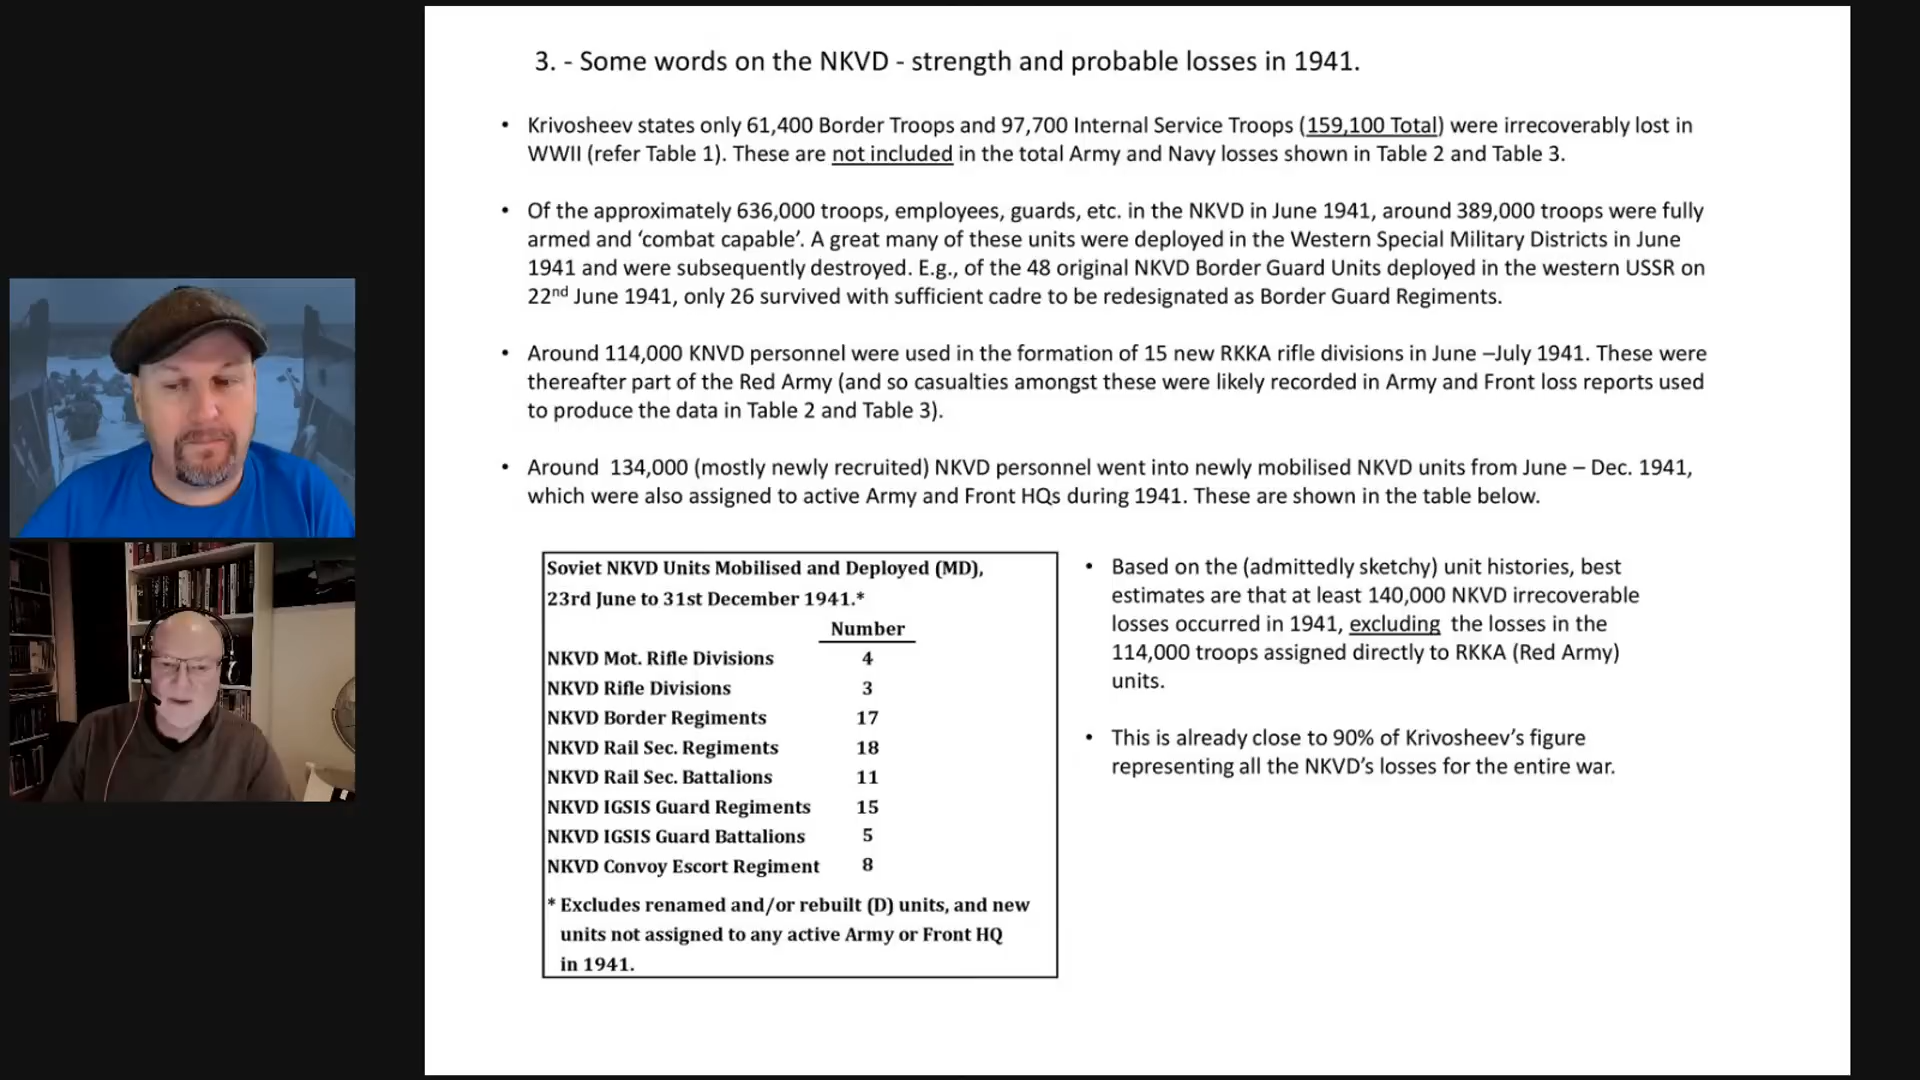 3. - Some words on the NKVD - strength and probable losses in 1941.
• Krivosheev states only 61,400 Border Troops and 97,700 Internal Service Troops (159,100 Total) were irrecoverably lost in
WWII (refer Table 1). These are not included in the total Army and Navy losses shown in Table 2 and Table 3.
• Of the approximately 636,000 troops, employees, guards, etc. in the NKVD in June 1941, around 389,000 troops were fully
armed and ‘combat capable’. A great many of these units were deployed in the Western Special Military Districts in June
1941 and were subsequently destroyed. E.g., of the 48 original NKVD Border Guard Units deployed in the western USSR on
22nd June 1941, only 26 survived with sufficient cadre to be redesignated as Border Guard Regiments.
• Around 114,000 KNVD personnel were used in the formation of 15 new RKKA rifle divisions in June –July 1941. These were
thereafter part of the Red Army (and so casualties amongst these were likely recorded in Army and Front loss reports used
to produce the data in Table 2 and Table 3).
• Around 134,000 (mostly newly recruited) NKVD personnel went into newly mobilised NKVD units from June – Dec. 1941,
which were also assigned to active Army and Front HQs during 1941. These are shown in the table below.
Soviet NKVD Units Mobilised and Deployed (MD),
23rd June to 31st December 1941.*
Number
NKVD Mot. Rifle Divisions 4
NKVD Rifle Divisions 3
NKVD Border Regiments 17
NKVD Rail Sec. Regiments 18
NKVD Rail Sec. Battalions 11
NKVD IGSIS Guard Regiments 15
NKVD IGSIS Guard Battalions 5
NKVD Convoy Escort Regiment 8
* Excludes renamed and/or rebuilt (D) units, and new
units not assigned to any active Army or Front HQ
in 1941.
• Based on the (admittedly sketchy) unit histories, best
estimates are that at least 140,000 NKVD irrecoverable
losses occurred in 1941, excluding the losses in the
114,000 troops assigned directly to RKKA (Red Army)
units.
• This is already close to 90% of Krivosheev’s figure
representing all the NKVD’s losses for the entire war.